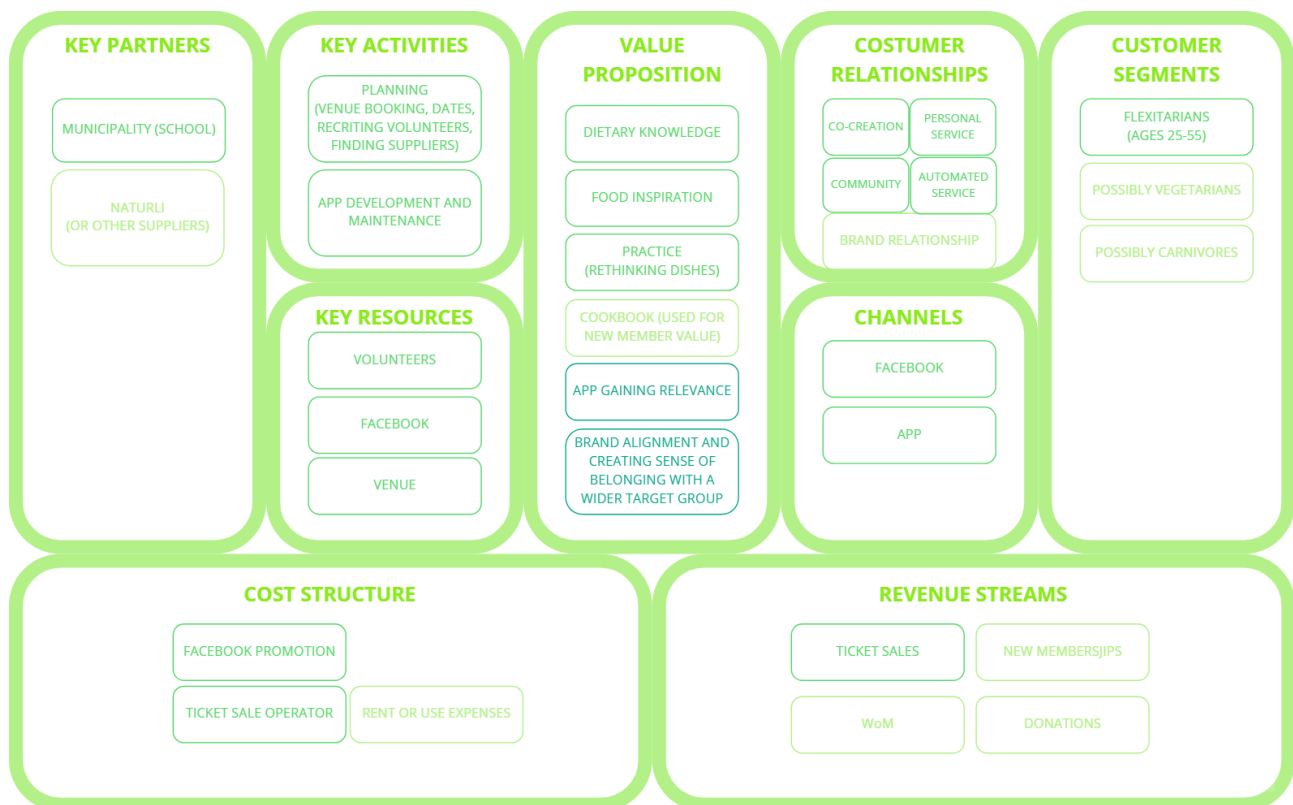 KEY PARTNERS
MUNICIPALITY (SCHOOL)
NATURLI
(OR OTHER SUPPLIERS)
KEY ACTIVITIES
PLANNING
(VENUE BOOKING, DATES,
RECRITING VOLUNTEERS,
FINDING SUPPLIERS)
APP DEVELOPMENT AND
MAINTENANCE
KEY RESOURCES
VOLUNTEERS
FACEBOOK
VENUE
VALUE
PROPOSITION
DIETARY KNOWLEDGE
FOOD INSPIRATION
PRACTICE
(RETHINKING DISHES)
COOKBOOK (USED FOR
NEW MEMBER VALUE)
APP GAINING RELEVANCE
BRAND ALIGNMENT AND
CREATING SENSE OF
BELONGING WITH A
WIDER TARGET GROUP
COSTUMER
RELATIONSHIPS
CO-CREATION
PERSONAL
SERVICE
COMMUNITY
AUTOMATED
SERVICE
BRAND RELATIONSHIP
CHANNELS
FACEBOOK
APP
CUSTOMER
SEGMENTS
FLEXITARIANS
(AGES 25-55)
POSSIBLY VEGETARIANS
POSSIBLY CARNIVORES
COST STRUCTURE
FACEBOOK PROMOTION
TICKET SALE OPERATOR
RENT OR USE EXPENSES
REVENUE STREAMS
TICKET SALES
NEW MEMBERSJIPS
WoM
DONATIONS